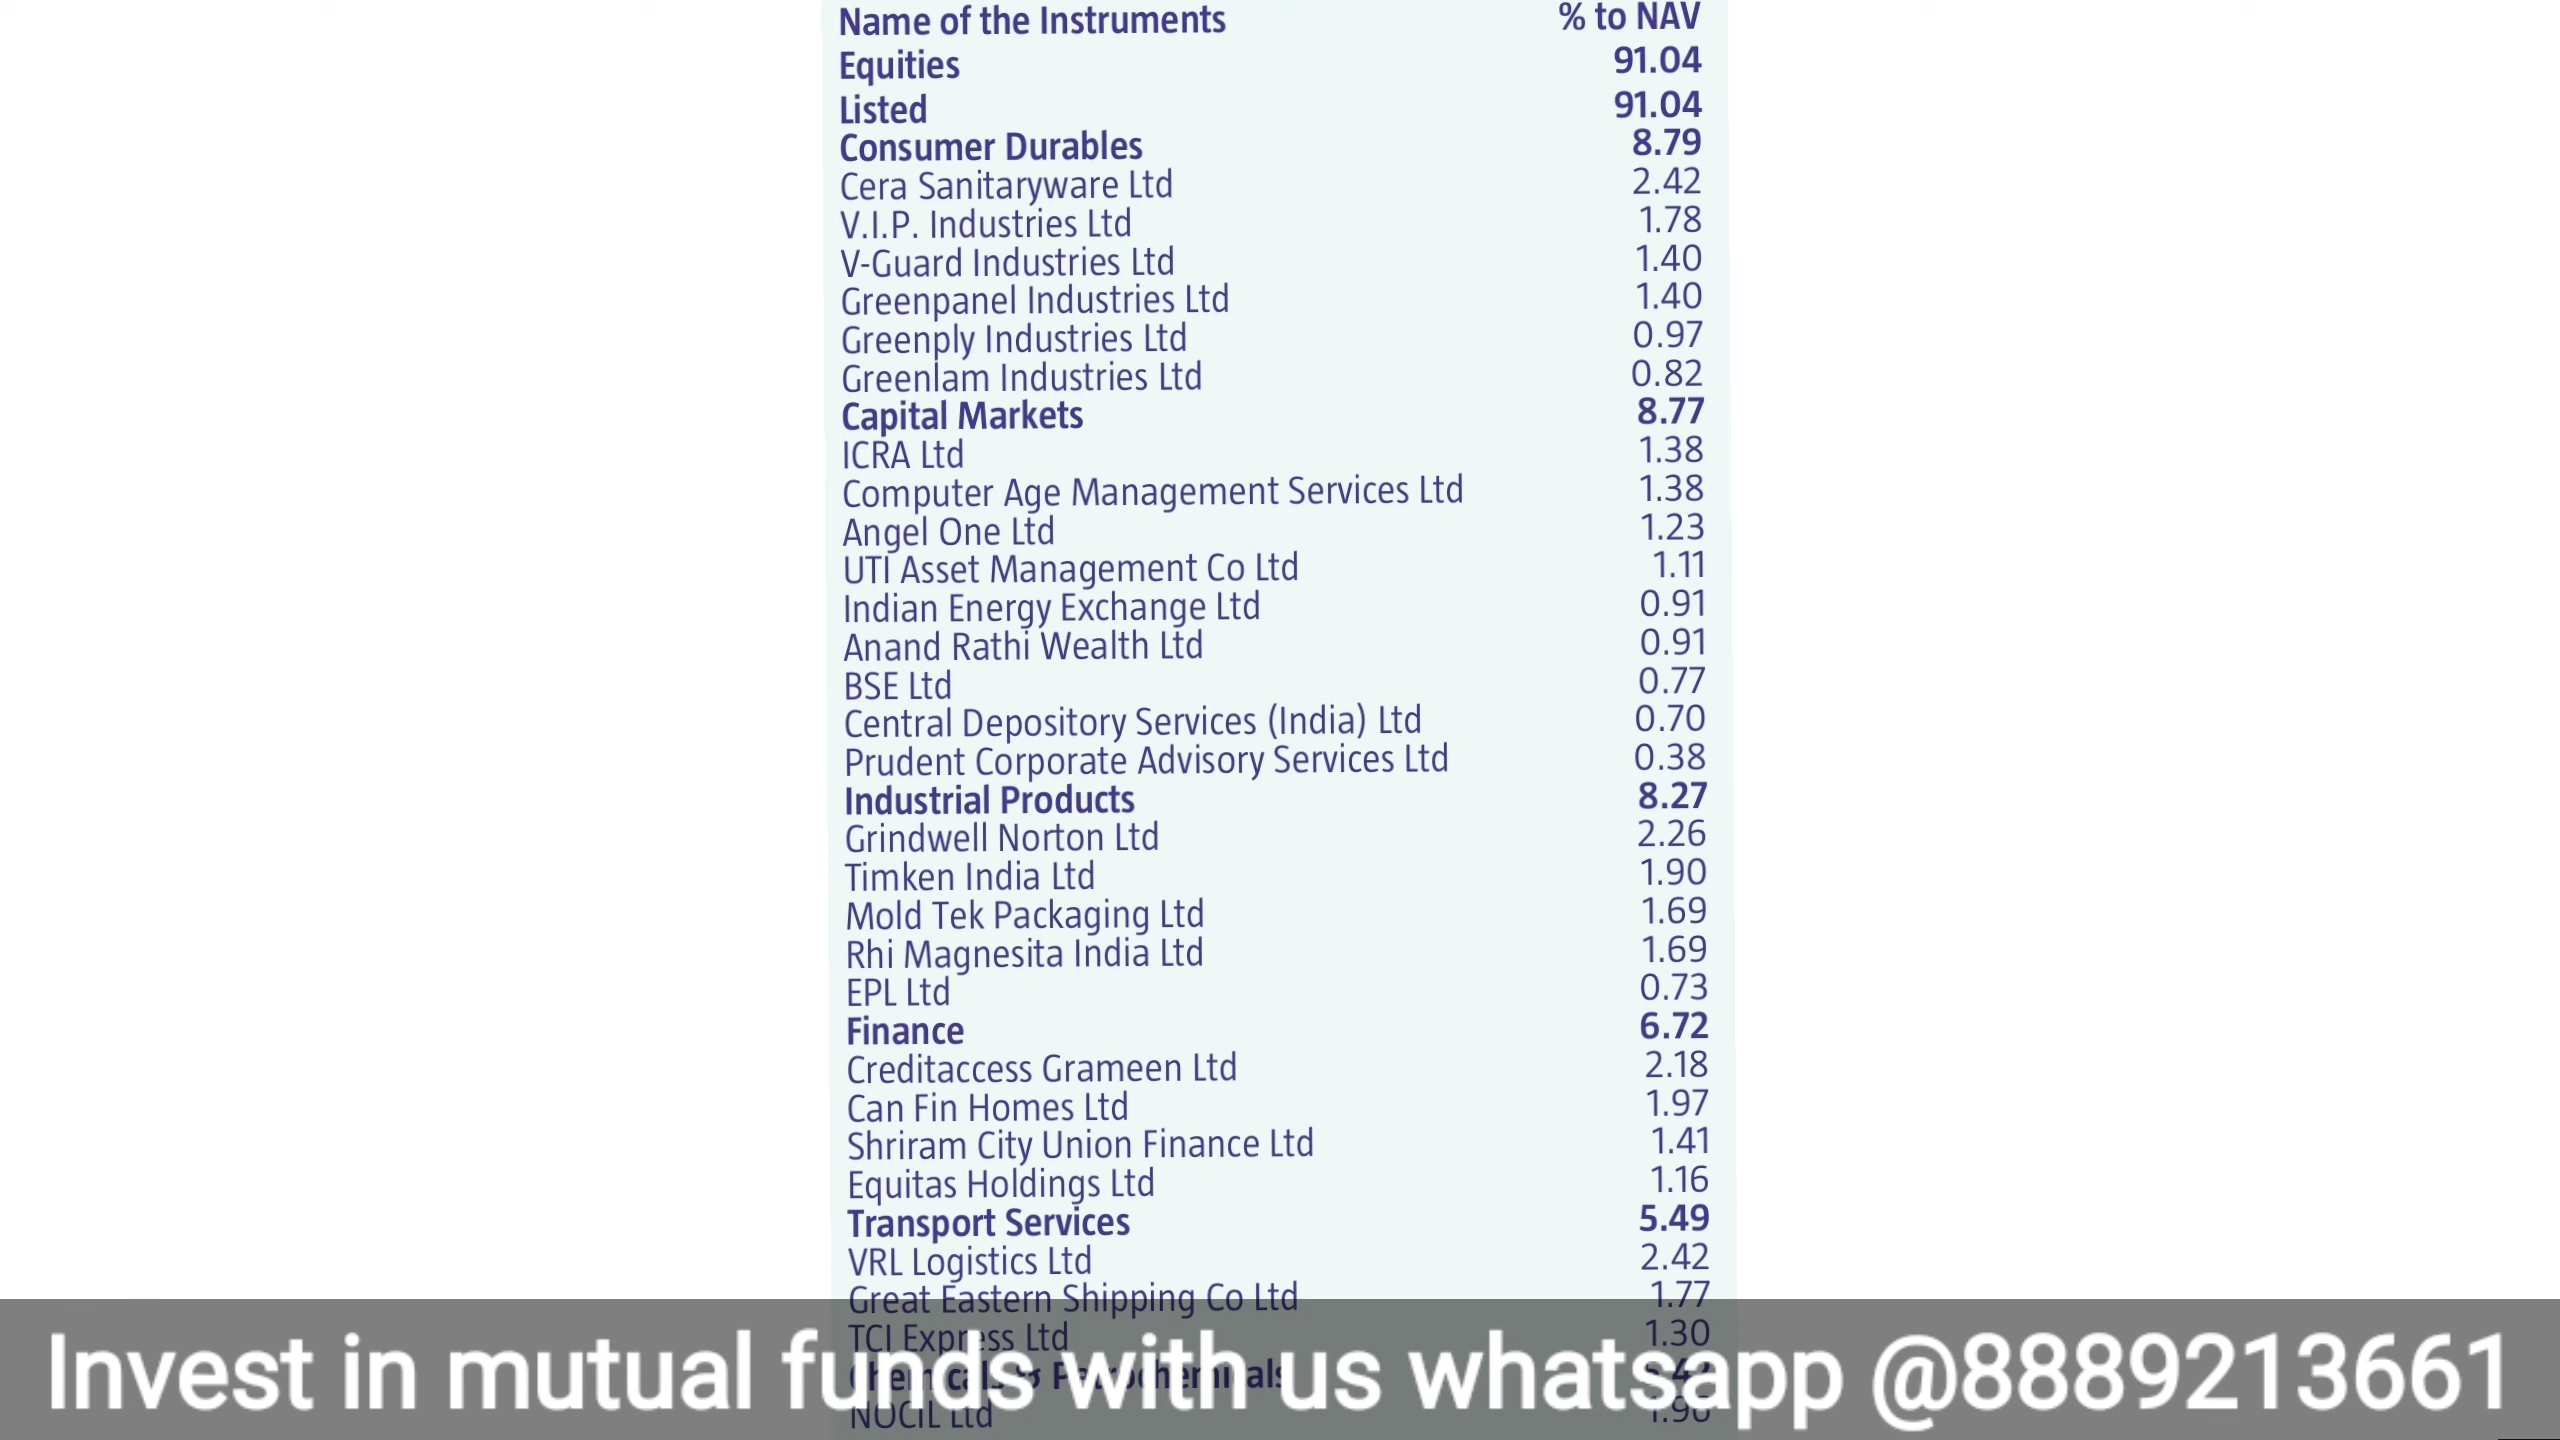 Name of the Instruments % to NAV
Equities 91.04
Listed 91.04
Consumer Durables 8.79
Cera Sanitaryware Ltd 2.42
V.I.P. Industries Ltd 1.78
V-Guard Industries Ltd 1.40
Greenpanel Industries Ltd 1.40
Greenply Industries Ltd 0.97
Greenlam Industries Ltd 0.82
Capital Markets 8.77
ICRA Ltd 1.38
Computer Age Management Services Ltd 1.38
Angel One Ltd 1.23
UTI Asset Management Co Ltd 1.11
Indian Energy Exchange Ltd 0.91
Anand Rathi Wealth Ltd 0.91
BSE Ltd 0.77
Central Depository Services (India) Ltd 0.70
Prudent Corporate Advisory Services Ltd 0.38
Industrial Products 8.27
Grindwell Norton Ltd 2.26
Timken India Ltd 1.90
Mold Tek Packaging Ltd 1.69
Rhi Magnesita India Ltd 1.69
EPL Ltd 0.73
Finance 6.72
Creditaccess Grameen Ltd 2.18
Can Fin Homes Ltd 1.97
Shriram City Union Finance Ltd 1.41
Equitas Holdings Ltd 1.16
Transport Services 5.49
VRL Logistics Ltd 2.42
Great Eastern Shipping Co Ltd 1.77
TCI Express Ltd 1.30
Chemicals & Petrochemicals
NOCIL Ltd
Invest in mutual funds with us whatsapp @8889213661